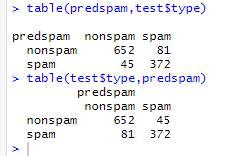 > table(predspam,test$type)
predspam nonspam spam
nonspam 652 81
spam 45 372
> table(test$type,predspam)
predspam
nonspam spam
nonspam 652 45
spam 81 372
>